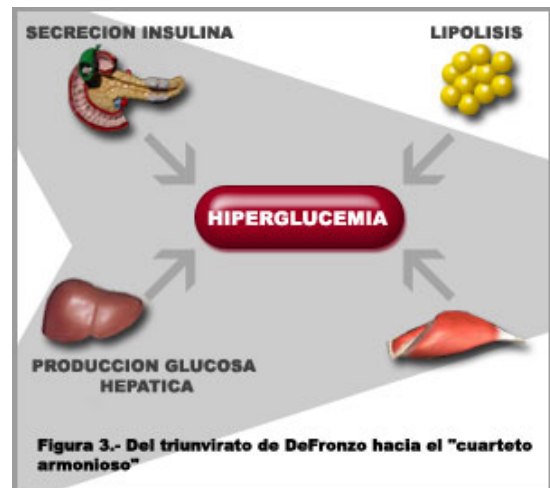 SECRECION INSULINA
LIPOLISIS
HIPERGLUCEMIA
PRODUCCION GLUCOSA
HEPATICA
Figura 3.- Del triunvirato de DeFronzo hacia el "cuarteto
armonioso"